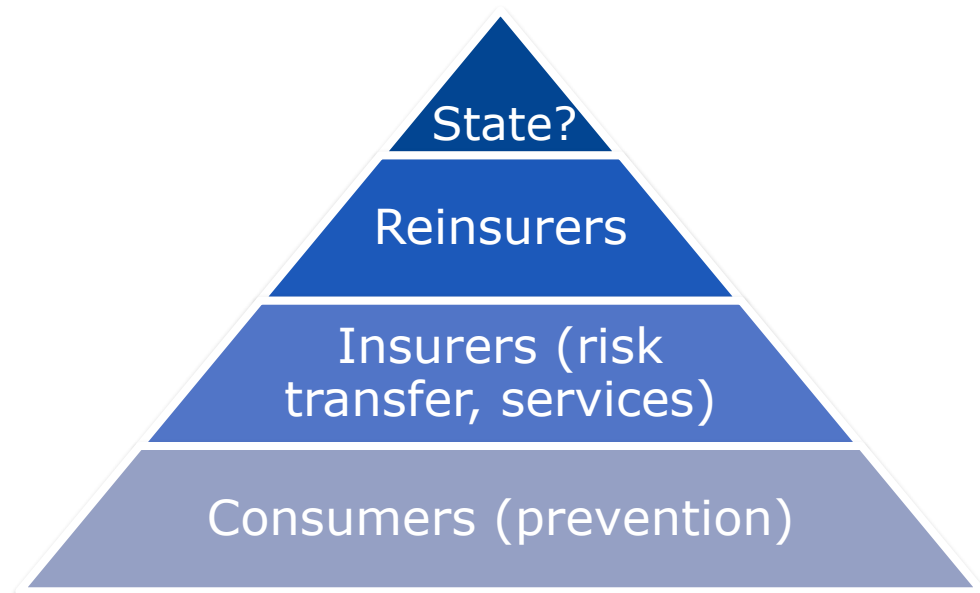 State?
Reinsurers
Insurers (risk
transfer, services)
Consumers (prevention)